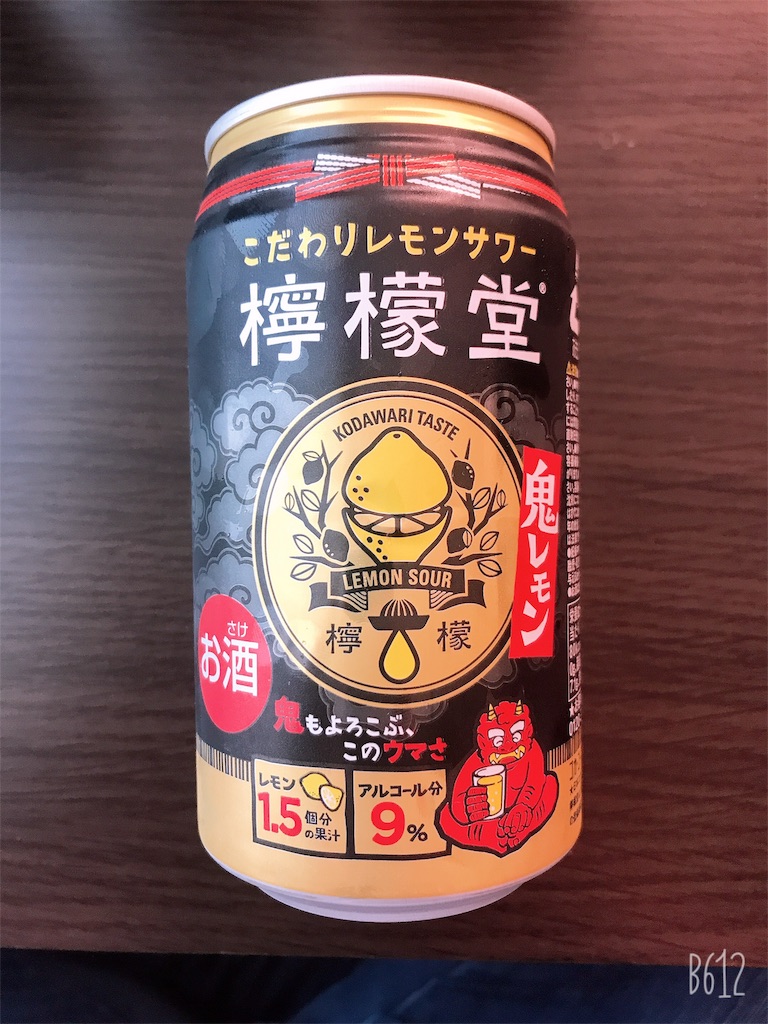 こだわりレモンサワー
檸檬堂®
KODAWARI TASTE
LEMON SOUR
檸檬
鬼レモン
さけ
お酒
鬼もよろこぶ、
このウマさ
レモン
1.5個分
の果汁
アルコール分
9%
B612